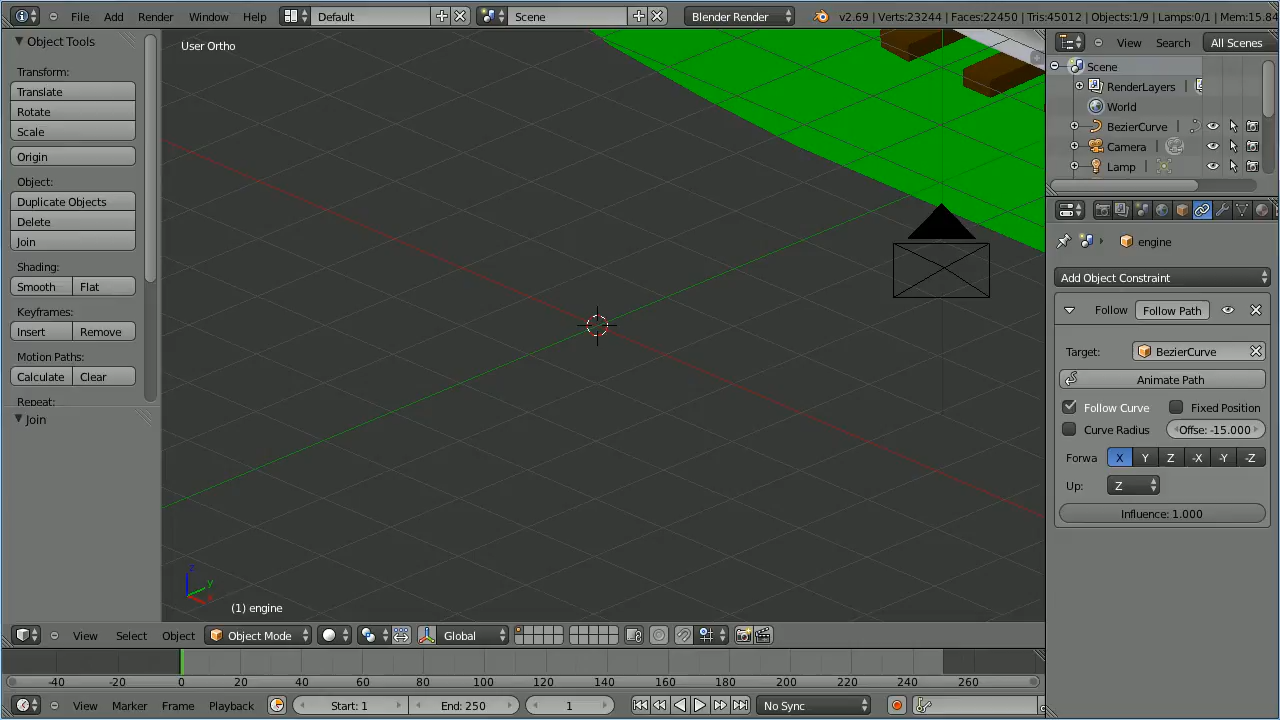 File Add Render Window Help Default Scene Blender Render v2.69 | Verts:23244 | Faces:22450 | Tris:45012 | Objects:1/9 | Lamps:0/1 | Mem:15.84
Object Tools
Transform:
Translate
Rotate
Scale
Origin
Object:
Duplicate Objects
Delete
Join
Shading:
Smooth Flat
Keyframes:
Insert Remove
Motion Paths:
Calculate Clear
Repeat:
Join
User Ortho
z
y
x
(1) engine
View Search All Scenes
Scene
RenderLayers
World
BezierCurve
Camera
Lamp
engine
Add Object Constraint
Follow Follow Path
Target: BezierCurve
Animate Path
Follow Curve Fixed Position
Curve Radius Offse: -15.000
Forwa X Y Z -X -Y -Z
Up: Z
Influence: 1.000
View Select Object Object Mode Global
-40 -20 0 20 40 60 80 100 120 140 160 180 200 220 240 260
View Marker Frame Playback Start: 1 End: 250 1 No Sync